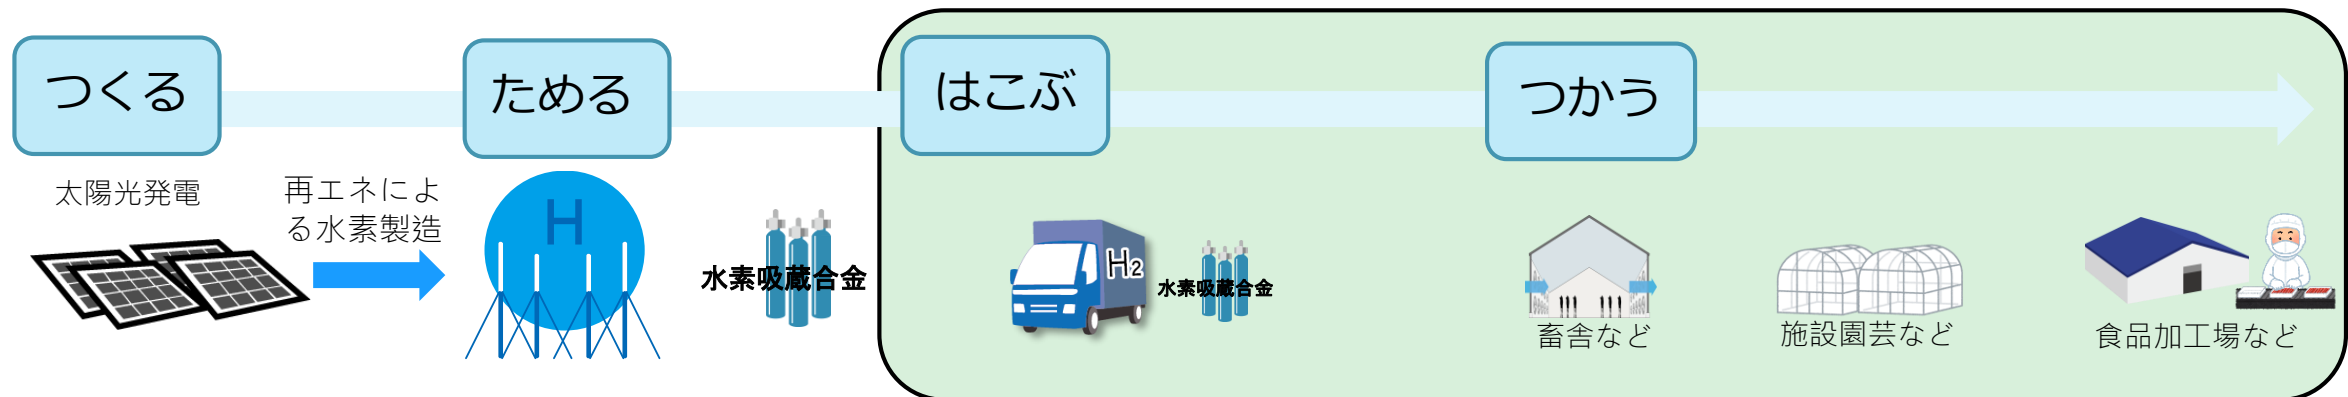 つくる
ためる
はこぶ
つかう
太陽光発電
再エネによ
る水素製造
H
水素吸蔵合金
H2
水素吸蔵合金
畜舎など
施設園芸など
食品加工場など